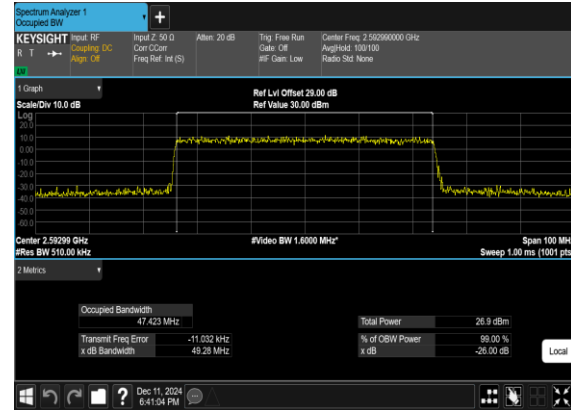 Spectrum Analyzer 1
Occupied BW
+
KEYSIGHT Input: RF Input Z: 50 Ω Atten: 20 dB Trig: Free Run Center Freq: 2.592990000 GHz
R T Coupling: DC Corr CCorr Gate: Off Avg|Hold: 100/100
Align: Off Freq Ref: Int (S) #IF Gain: Low Radio Std: None
LV
1 Graph
Ref Lvl Offset 29.00 dB
Scale/Div 10.0 dB Ref Value 30.00 dBm
Log
20.0
10.0
0.00
-10.0
-20.0
-30.0
-40.0
-50.0
-60.0
Center 2.59299 GHz #Video BW 1.6000 MHz* Span 100 MH
#Res BW 510.00 kHz Sweep 1.00 ms (1001 pts
2 Metrics
Occupied Bandwidth
47.423 MHz Total Power 26.9 dBm
Transmit Freq Error -11.032 kHz % of OBW Power 99.00 %
x dB Bandwidth 49.28 MHz x dB -26.00 dB
Local
? Dec 11, 2024
6:41:04 PM